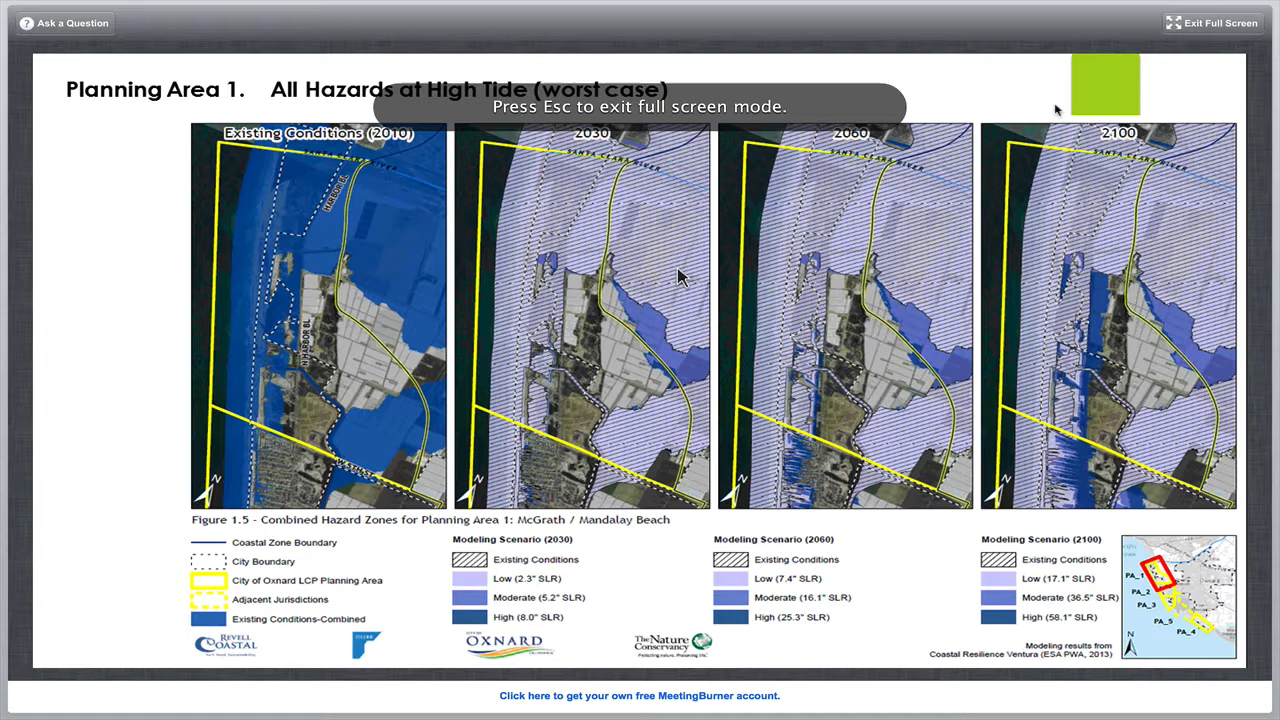 Ask a Question
Exit Full Screen
Planning Area 1. All Hazards at High Tide (worst case)
Press Esc to exit full screen mode.
Existing Conditions (2010)
2030
2060
2100
SANTA CLARA RIVER
HARBOR BL
N HARBOR BL
SANTA CLARA RIVER
SANTA CLARA RIVER
SANTA CLARA RIVER
N
N
N
N
Figure 1.5 - Combined Hazard Zones for Planning Area 1: McGrath / Mandalay Beach
Coastal Zone Boundary
City Boundary
City of Oxnard LCP Planning Area
Adjacent Jurisdictions
Existing Conditions-Combined
Modeling Scenario (2030)
Existing Conditions
Low (2.3" SLR)
Moderate (5.2" SLR)
High (8.0" SLR)
Modeling Scenario (2060)
Existing Conditions
Low (7.4" SLR)
Moderate (16.1" SLR)
High (25.3" SLR)
Modeling Scenario (2100)
Existing Conditions
Low (17.1" SLR)
Moderate (36.5" SLR)
High (58.1" SLR)
PA_1
PA_2
PA_3
PA_5
PA_4
N
REVELL
COASTAL
OXNARD
The Nature
Conservancy
Protecting nature. Preserving life.
Modeling results from
Coastal Resilience Ventura (ESA PWA, 2013)
Click here to get your own free MeetingBurner account.